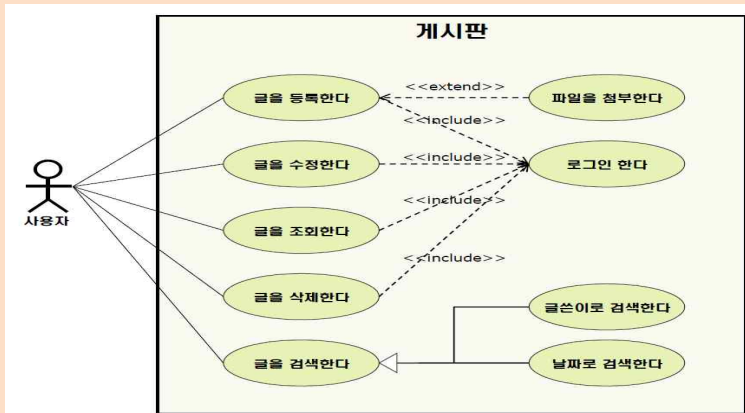 게시판
글을 등록한다
<<extend>>
파일을 첨부한다
<<include>>
글을 수정한다
<<include>>
로그인 한다
사용자
글을 조회한다
<<include>>
글을 삭제한다
<<include>>
글쓴이로 검색한다
글을 검색한다
날짜로 검색한다